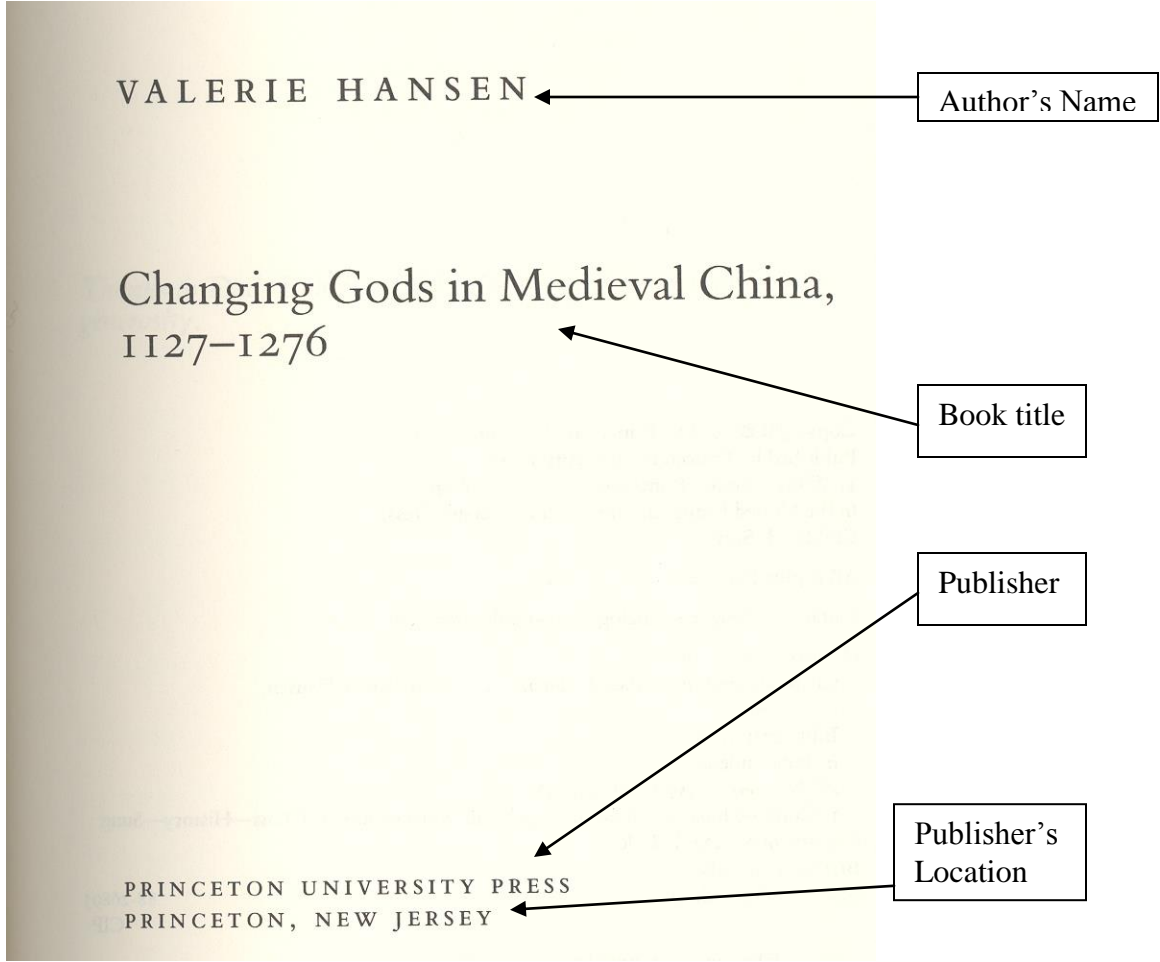 VALERIE HANSEN
Author's Name
Changing Gods in Medieval China,
1127–1276
Book title
Publisher
Publisher's
Location
PRINCETON UNIVERSITY PRESS
PRINCETON, NEW JERSEY